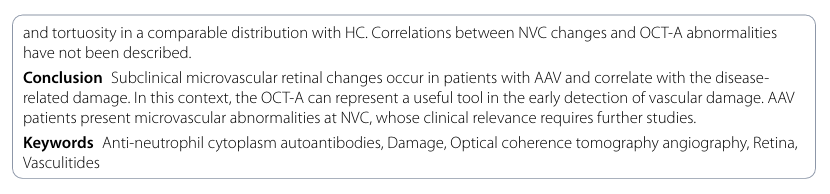 and tortuosity in a comparable distribution with HC. Correlations between NVC changes and OCT-A abnormalities
have not been described.
Conclusion Subclinical microvascular retinal changes occur in patients with AAV and correlate with the disease-
related damage. In this context, the OCT-A can represent a useful tool in the early detection of vascular damage. AAV
patients present microvascular abnormalities at NVC, whose clinical relevance requires further studies.
Keywords Anti-neutrophil cytoplasm autoantibodies, Damage, Optical coherence tomography angiography, Retina,
Vasculitides